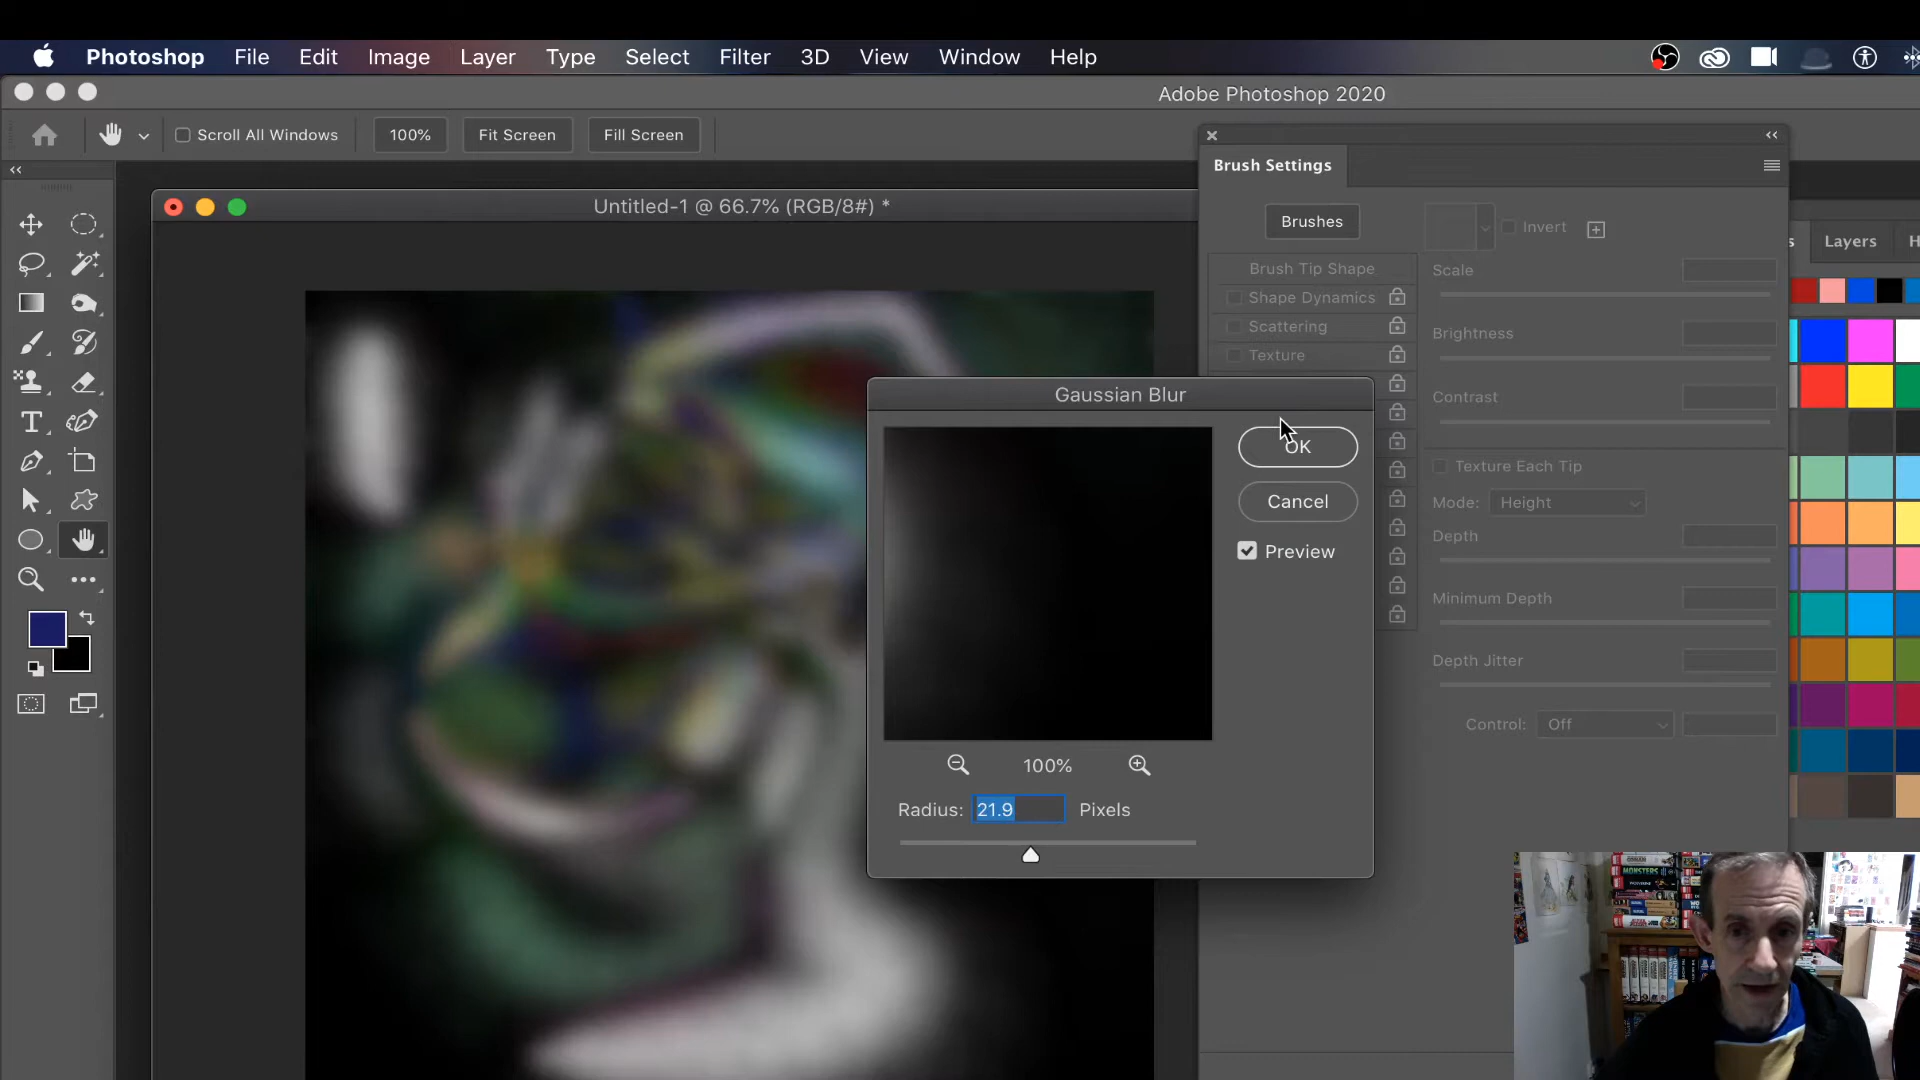 Photoshop File Edit Image Layer Type Select Filter 3D View Window Help
Adobe Photoshop 2020
Scroll All Windows 100% Fit Screen Fill Screen
Untitled-1 @ 66.7% (RGB/8#) *
Brush Settings
Brushes
Invert
Brush Tip Shape
Shape Dynamics
Scattering
Texture
Scale
Brightness
Contrast
Texture Each Tip
Mode: Height
Depth
Minimum Depth
Depth Jitter
Control: Off
Layers
Gaussian Blur
OK
Cancel
Preview
100%
Radius: 21.9 Pixels
MONSTERS